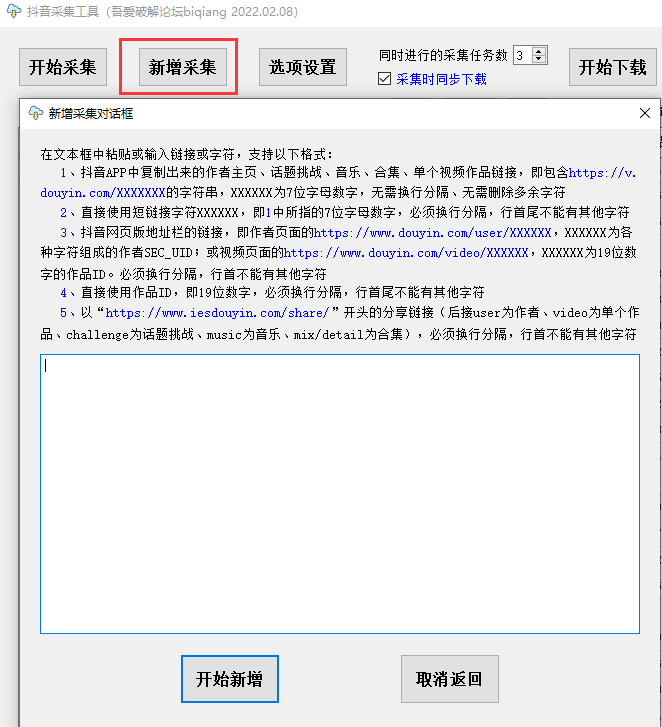 抖音采集工具（吾爱破解论坛biqiang 2022.02.08）
开始采集
新增采集
选项设置
同时进行的采集任务数 3
采集时同步下载
开始下载
新增采集对话框
在文本框中粘贴或输入链接或字符，支持以下格式：
1、抖音APP中复制出来的作者主页、话题挑战、音乐、合集、单个视频作品链接，即包含https://v.
douyin.com/XXXXXXX的字符串，XXXXXX为7位字母数字，无需换行分隔、无需删除多余字符
2、直接使用短链接字符XXXXXX，即1中所指的7位字母数字，必须换行分隔，行首尾不能有其他字符
3、抖音网页版地址栏的链接，即作者页面的https://www.douyin.com/user/XXXXXX，XXXXXX为各
种字符组成的作者SEC_UID；或视频页面的https://www.douyin.com/video/XXXXXX，XXXXXX为19位数
字的作品ID。必须换行分隔，行首不能有其他字符
4、直接使用作品ID，即19位数字，必须换行分隔，行首尾不能有其他字符
5、以“https://www.iesdouyin.com/share/”开头的分享链接（后接user为作者、video为单个作
品、challenge为话题挑战、music为音乐、mix/detail为合集），必须换行分隔，行首不能有其他字符
开始新增
取消返回